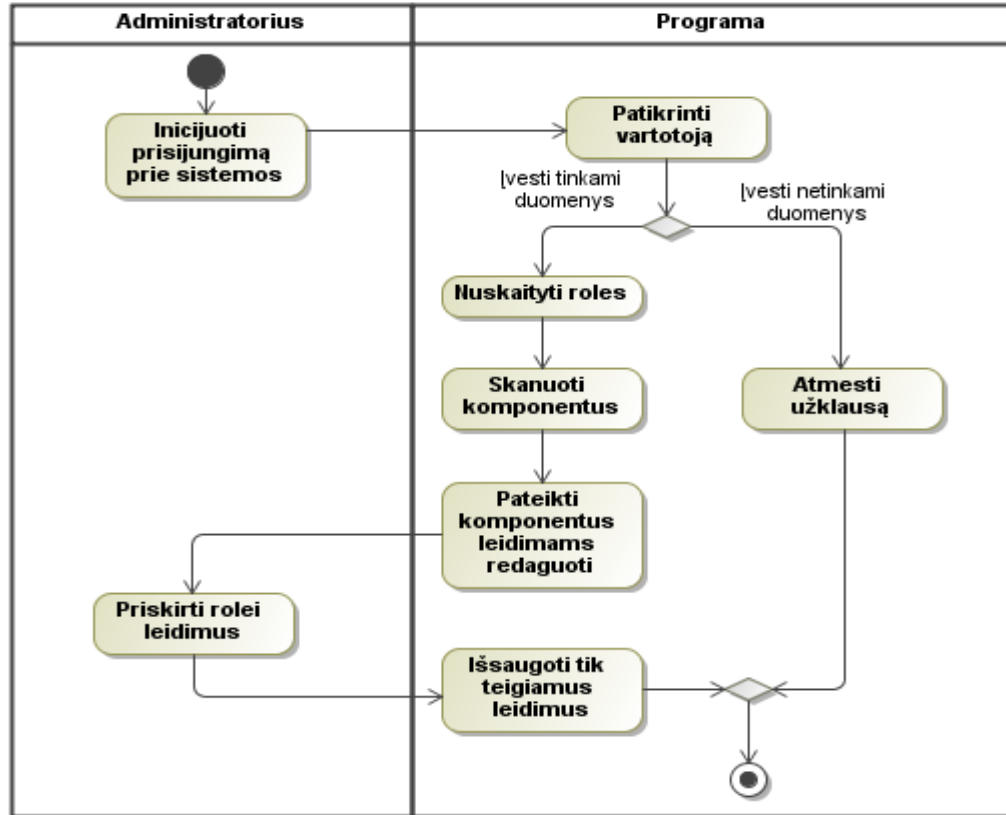 Administratorius
Programa
Inicijuoti
prisijungimą
prie sistemos
Patikrinti
vartotoją
Įvesti tinkami
duomenys
Įvesti netinkami
duomenys
Nuskaityti roles
Skanuoti
komponentus
Atmesti
užklausą
Pateikti
komponentus
leidimams
redaguoti
Priskirti rolei
leidimus
Išsaugoti tik
teigiamus
leidimus